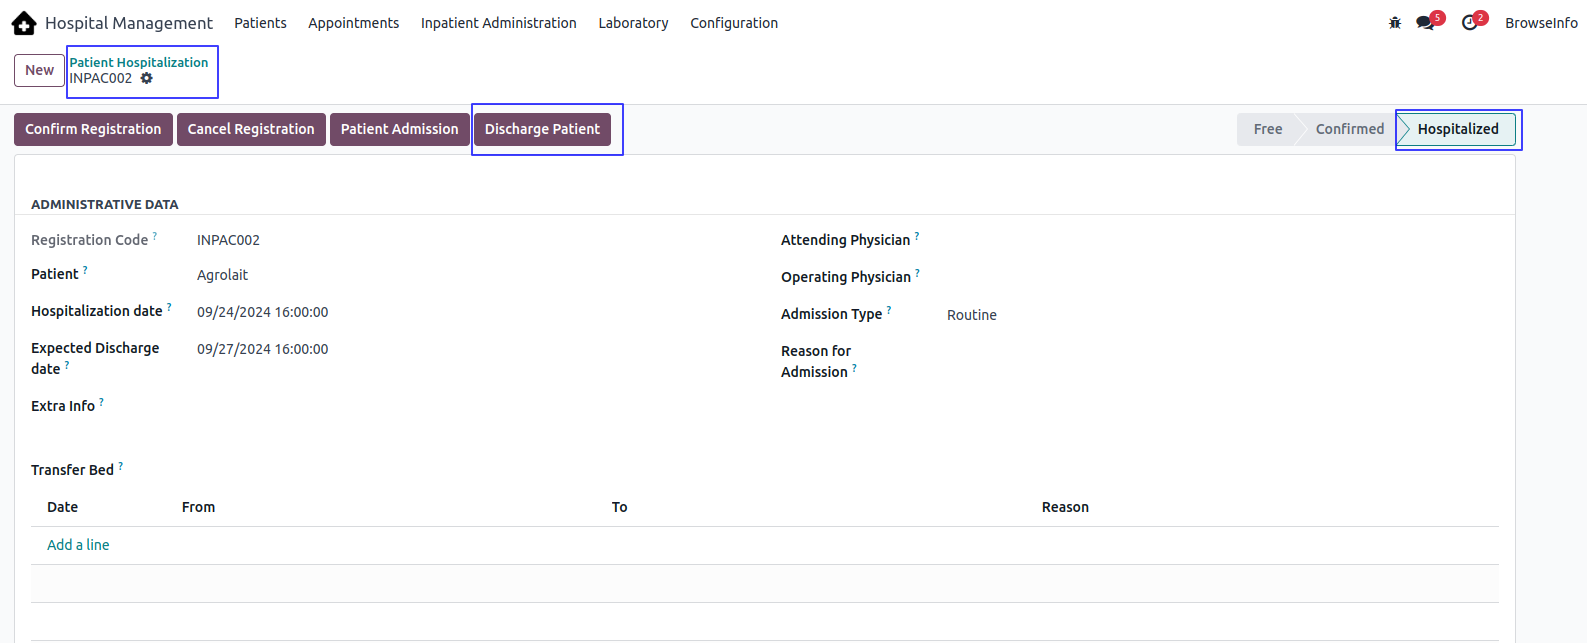 Hospital Management Patients Appointments Inpatient Administration Laboratory Configuration 5 2 BrowseInfo
New
Patient Hospitalization
INPAC002
Confirm Registration Cancel Registration Patient Admission Discharge Patient Free Confirmed Hospitalized
ADMINISTRATIVE DATA
Registration Code ? INPAC002
Patient ? Agrolait
Hospitalization date ? 09/24/2024 16:00:00
Expected Discharge
date ? 09/27/2024 16:00:00
Extra Info ?
Attending Physician ?
Operating Physician ?
Admission Type ? Routine
Reason for
Admission ?
Transfer Bed ?
Date From To Reason
Add a line